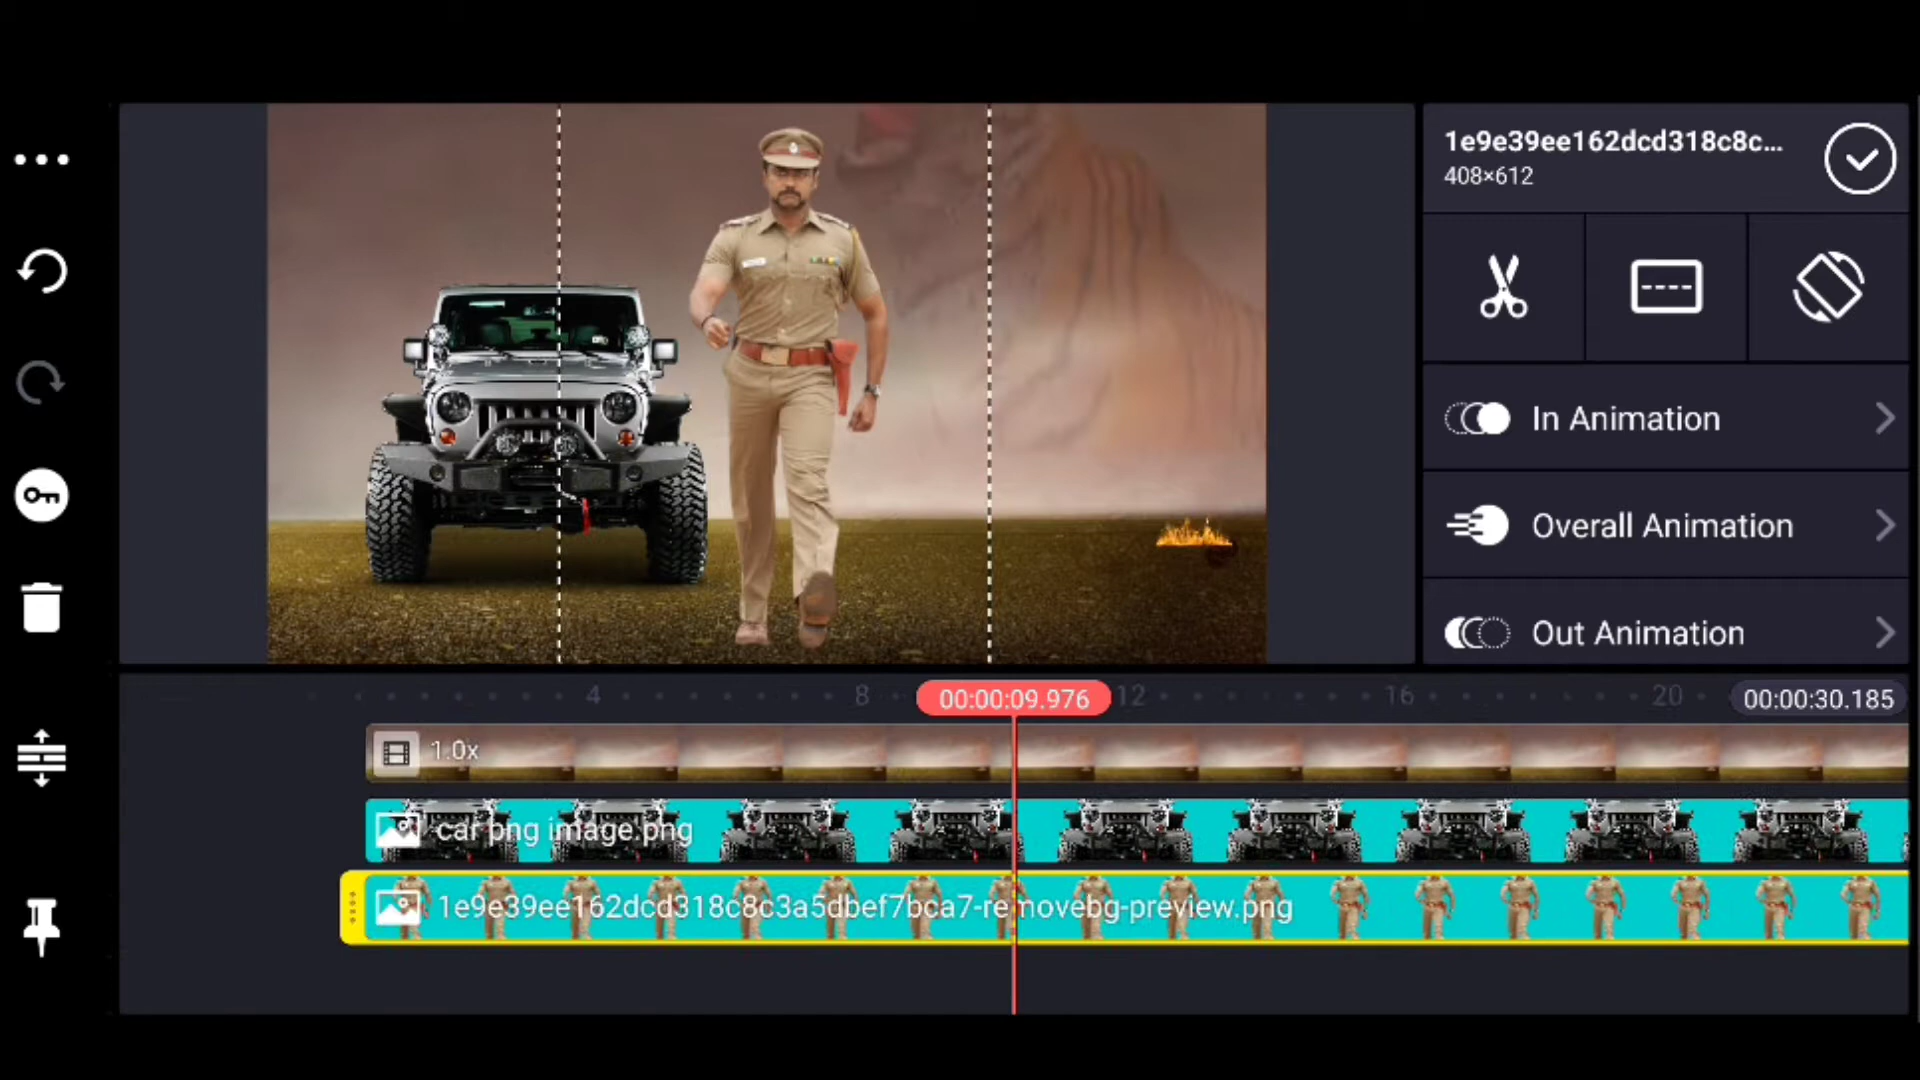 1e9e39ee162dcd318c8c...
408×612
In Animation
Overall Animation
Out Animation
4
8
00:00:09.976
12
16
20
00:00:30.185
1.0x
car png image.png
1e9e39ee162dcd318c8c3a5dbef7bca7-removebg-preview.png